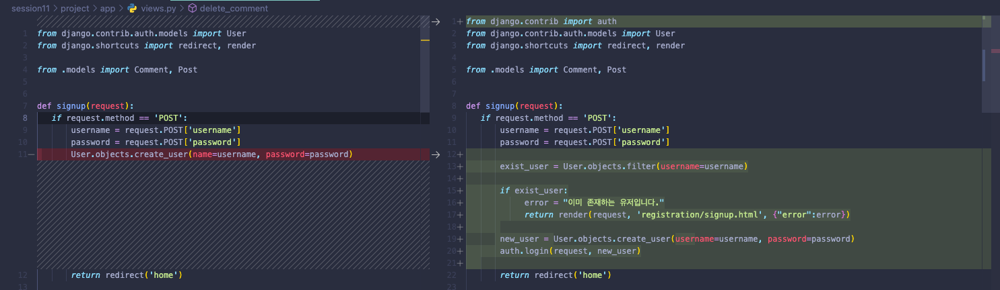 session11 > project > app > views.py > delete_comment
1 from django.contrib.auth.models import User
2 from django.shortcuts import redirect, render
3
4 from .models import Comment, Post
5
6
7 def signup(request):
8 if request.method == 'POST':
9 username = request.POST['username']
10 password = request.POST['password']
11— User.objects.create_user(name=username, password=password)
12 return redirect('home')
13
1+ from django.contrib import auth
2 from django.contrib.auth.models import User
3 from django.shortcuts import redirect, render
4
5 from .models import Comment, Post
6
7
8 def signup(request):
9 if request.method == 'POST':
10 username = request.POST['username']
11 password = request.POST['password']
12+
13+ exist_user = User.objects.filter(username=username)
14+
15+ if exist_user:
16+ error = "이미 존재하는 유저입니다."
17+ return render(request, 'registration/signup.html', {"error":error})
18+
19+ new_user = User.objects.create_user(username=username, password=password)
20+ auth.login(request, new_user)
21+
22 return redirect('home')
23